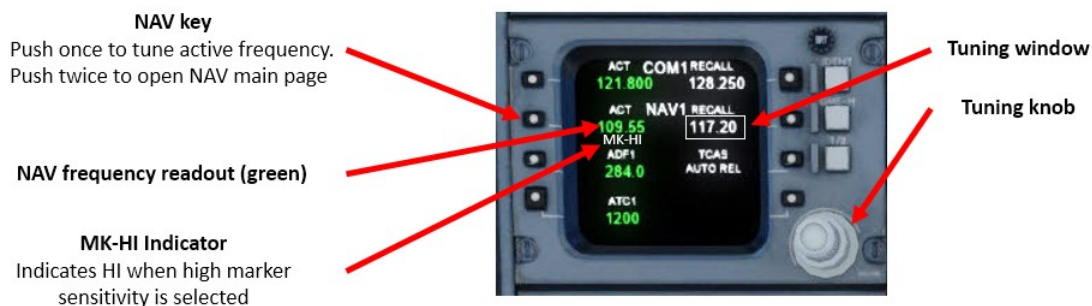 NAV key
Push once to tune active frequency.
Push twice to open NAV main page
NAV frequency readout (green)
MK-HI Indicator
Indicates HI when high marker
sensitivity is selected
ACT COM1 RECALL
121.800 128.250
ACT NAV1 RECALL
109.55 117.20
MK-HI
ADF1 TCAS
284.0 AUTO REL
ATC1
1200
IDENT
1/2
Tuning window
Tuning knob